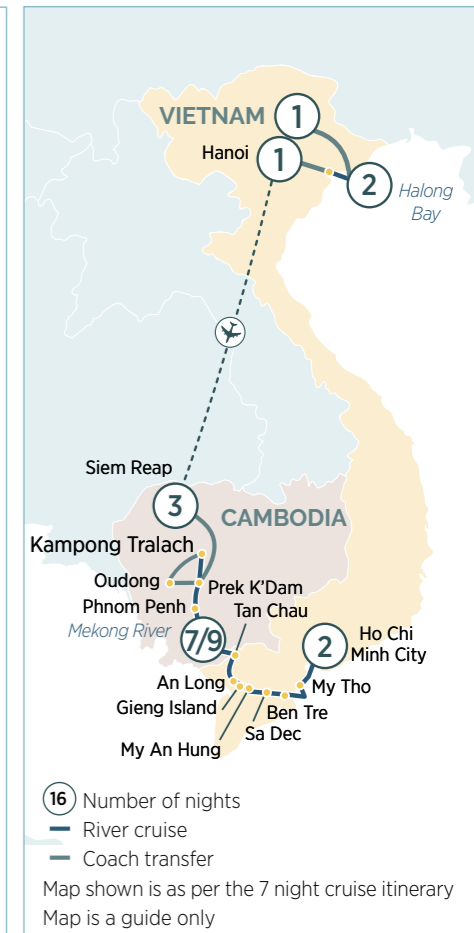 VIETNAM
1
Hanoi
1
2
Halong
Bay
Siem Reap
3
CAMBODIA
Kampong Tralach
Oudong
Prek K'Dam
Phnom Penh
Tan Chau
Mekong River
7/9
2
Ho Chi
Minh City
An Long
My Tho
Gieng Island
Ben Tre
Sa Dec
My An Hung
16 Number of nights
River cruise
Coach transfer
Map shown is as per the 7 night cruise itinerary
Map is a guide only